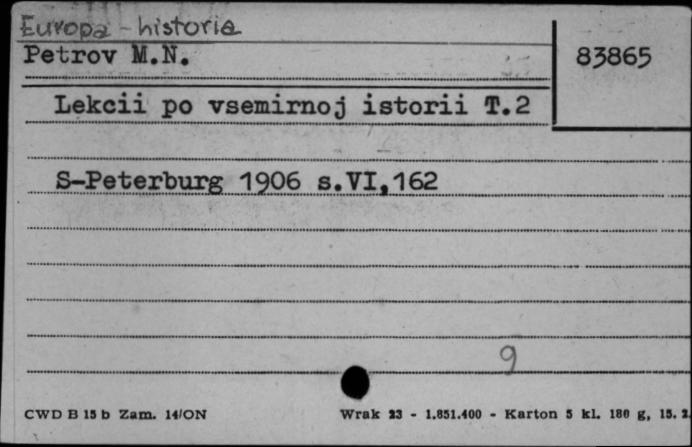 Europa - historia
Petrov M.N.
83865
Lekcii po vsemirnoj istorii T.2
S-Peterburg 1906 s.VI,162
9
CWD B 15 b Zam. 14/ON
Wrak 23 - 1.851.400 - Karton 5 kl. 180 g, 15. 2.